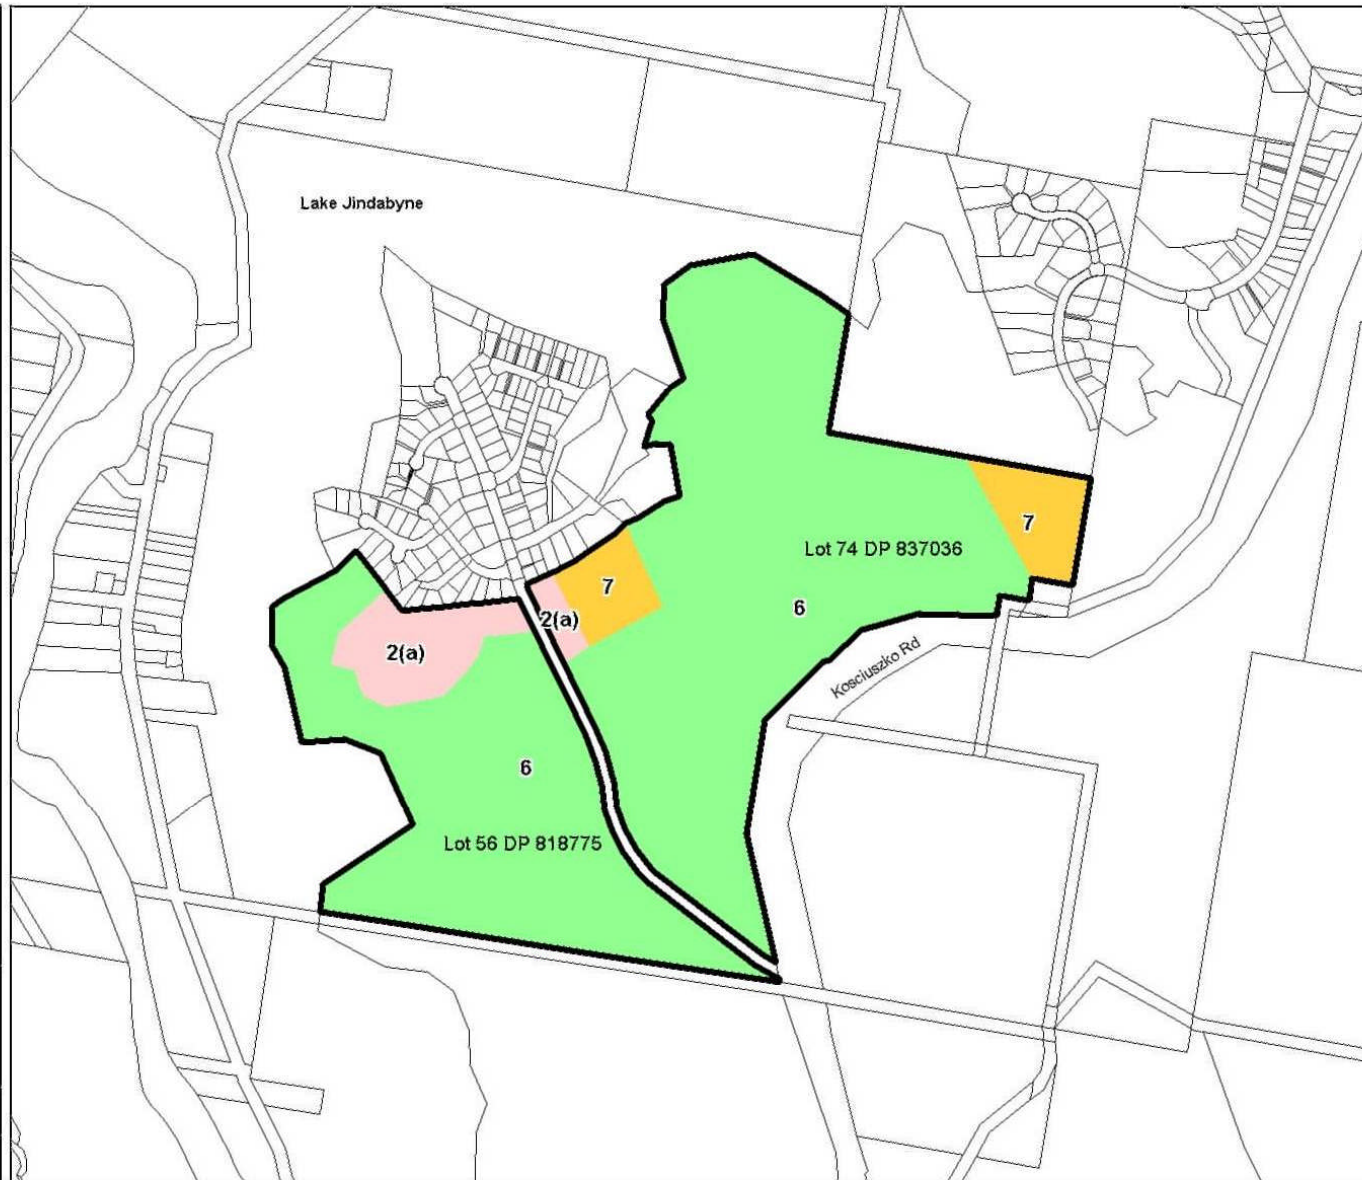 Lake Jindabyne
7
Lot 74 DP 837036
7
6
2(a)
2(a)
Kosciuszko Rd
6
Lot 56 DP 818775